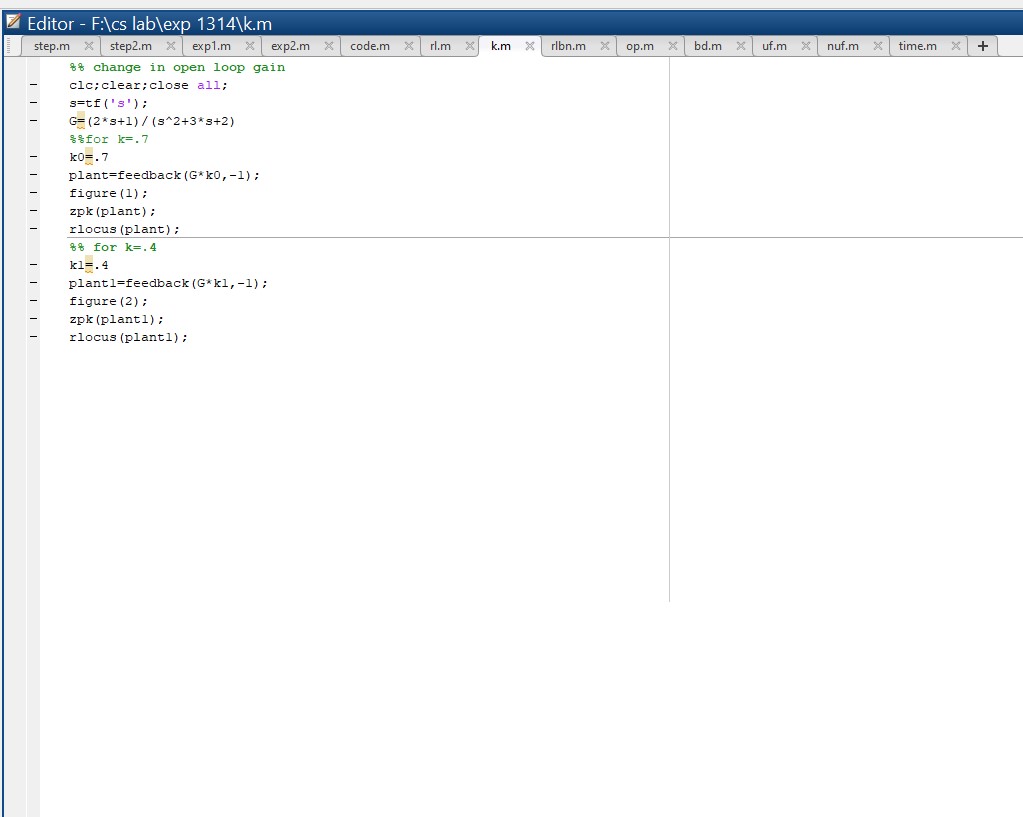 Editor - F:\cs lab\exp 1314\k.m
step.m step2.m exp1.m exp2.m code.m rl.m k.m rlbn.m op.m bd.m uf.m nuf.m time.m +
%% change in open loop gain
clc;clear;close all;
s=tf('s');
G=(2*s+1)/(s^2+3*s+2)
%%for k=.7
k0=.7
plant=feedback(G*k0,-1);
figure(1);
zpk(plant);
rlocus(plant);
%% for k=.4
k1=.4
plant1=feedback(G*k1,-1);
figure(2);
zpk(plant1);
rlocus(plant1);